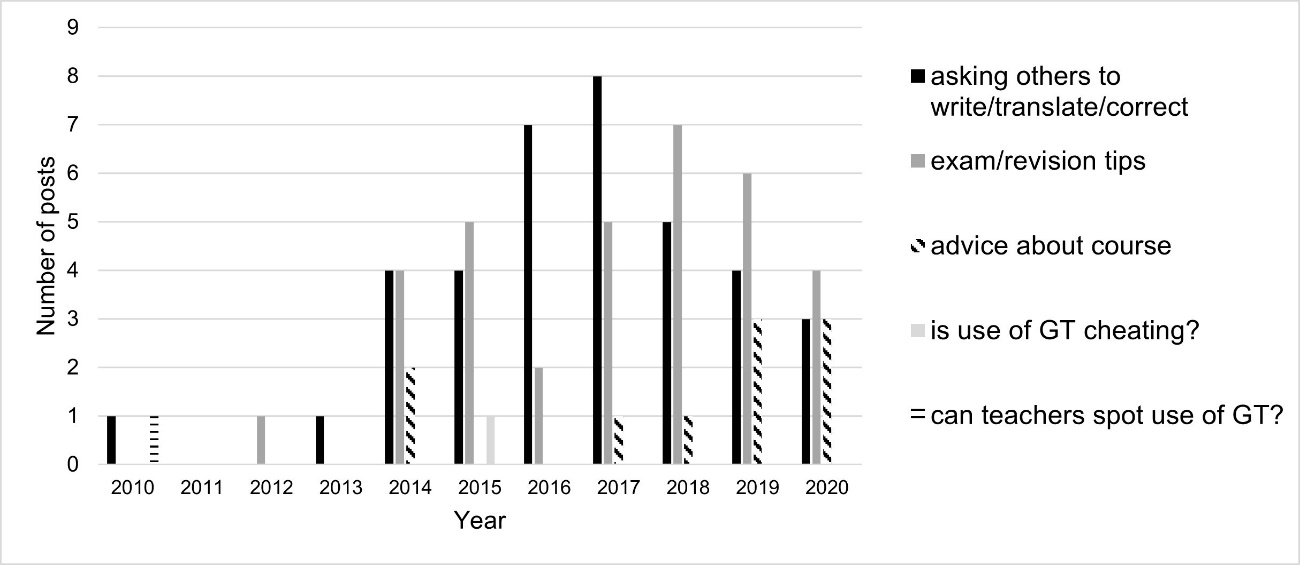 9
8
7
6
5
4
3
2
1
0
Number of posts
2010 2011 2012 2013 2014 2015 2016 2017 2018 2019 2020
Year
asking others to
write/translate/correct
exam/revision tips
advice about course
is use of GT cheating?
can teachers spot use of GT?